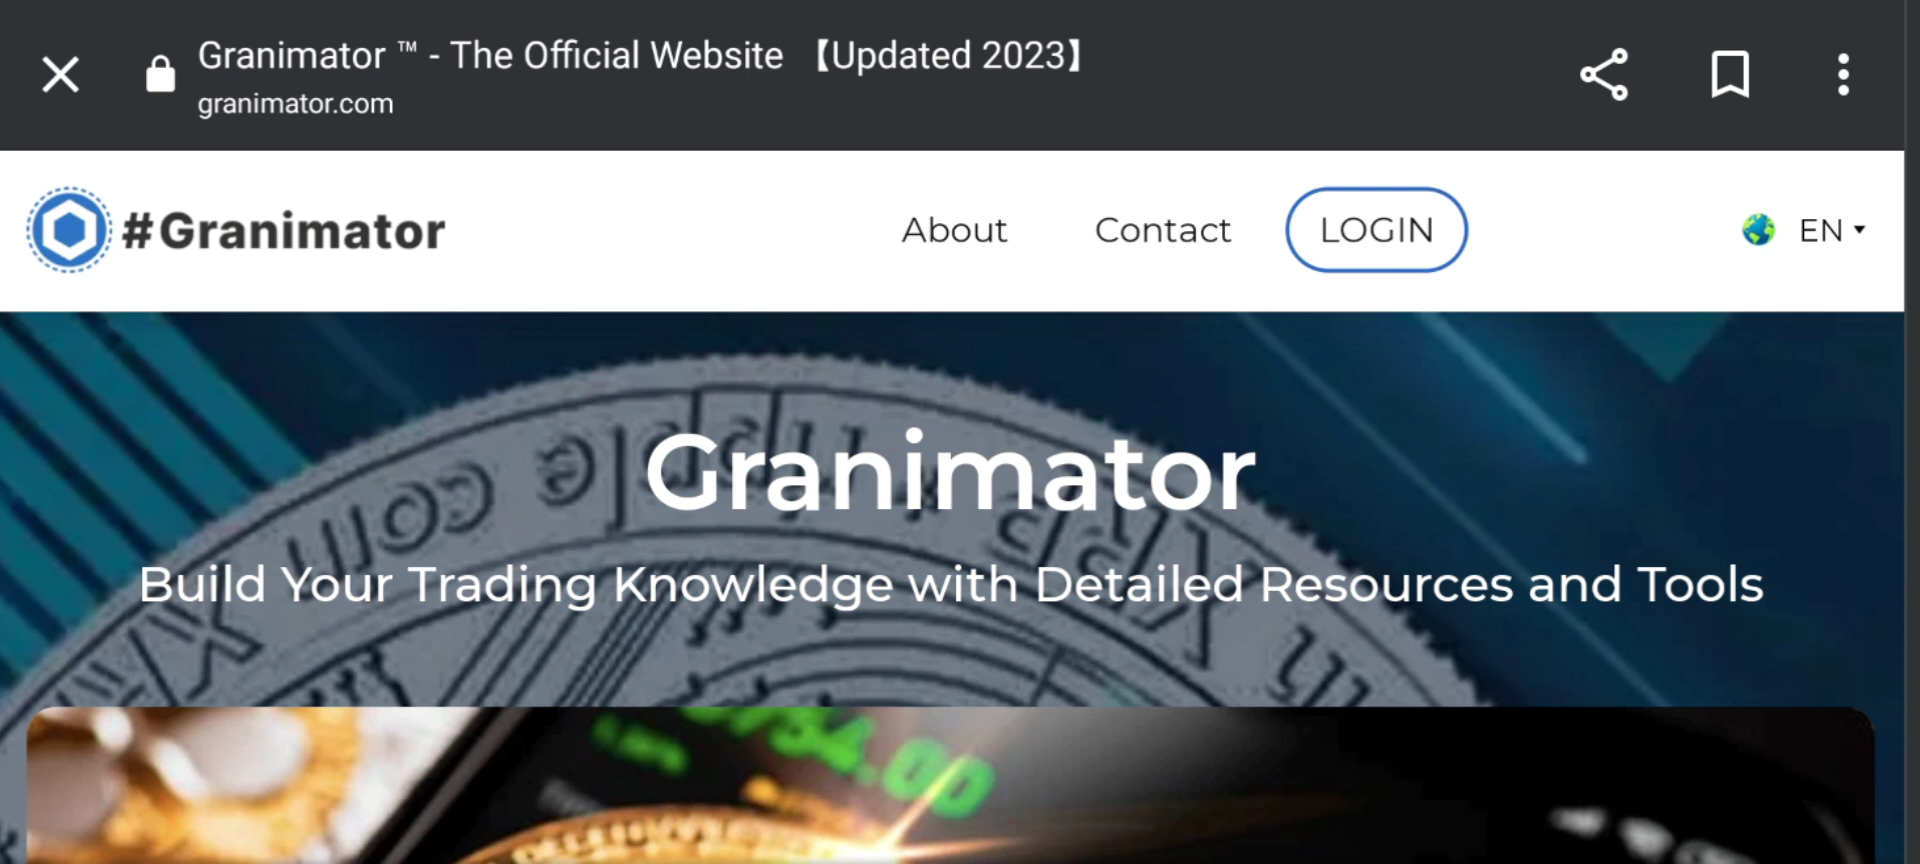 Granimator ™ - The Official Website 【Updated 2023】
granimator.com
#Granimator
About Contact LOGIN EN
Granimator
Build Your Trading Knowledge with Detailed Resources and Tools